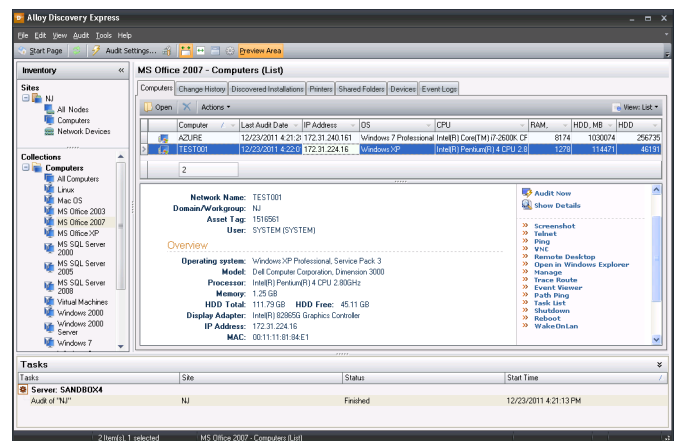 Alloy Discovery Express
File Edit View Audit Tools Help
Start Page Audit Settings... Preview Area
Inventory «
Sites
NJ
All Nodes
Computers
Network Devices
Collections
Computers
All Computers
Linux
Mac OS
MS Office 2003
MS Office 2007
MS Office XP
MS SQL Server 2000
MS SQL Server 2005
MS SQL Server 2008
Virtual Machines
Windows 2000
Windows 2000 Server
Windows 7
MS Office 2007 - Computers (List)
Computers Change History Discovered Installations Printers Shared Folders Devices Event Logs
Open Actions View: List
Computer / Last Audit Date IP Address OS CPU RAM, HDD, MB HDD
AZURE 12/23/2011 4:21:2 172.31.240.161 Windows 7 Professional Intel(R) Core(TM) i7-2600K CF 8174 1030074 256735
TEST001 12/23/2011 4:22:0 172.31.224.16 Windows XP Intel(R) Pentium(R) 4 CPU 2.8 1278 114471 46191
2
Network Name: TEST001
Domain/Workgroup: NJ
Asset Tag: 1516561
User: SYSTEM (SYSTEM)
Overview
Operating system: Windows XP Professional, Service Pack 3
Model: Dell Computer Corporation, Dimension 3000
Processor: Intel(R) Pentium(R) 4 CPU 2.80GHz
Memory: 1.25 GB
HDD Total: 111.79 GB HDD Free: 45.11 GB
Display Adapter: Intel(R) 82865G Graphics Controller
IP Address: 172.31.224.16
MAC: 00:11:11:81:84:E1
Audit Now
Show Details
» Screenshot
» Telnet
» Ping
» VNC
» Remote Desktop
» Open in Windows Explorer
» Manage
» Trace Route
» Event Viewer
» Path Ping
» Task List
» Shutdown
» Reboot
» WakeOnLan
Tasks
Tasks Site Status Start Time /
Server: SANDBOX4
Audit of "NJ" NJ Finished 12/23/2011 4:21:13 PM
2 Item(s), 1 selected MS Office 2007 - Computers (List)